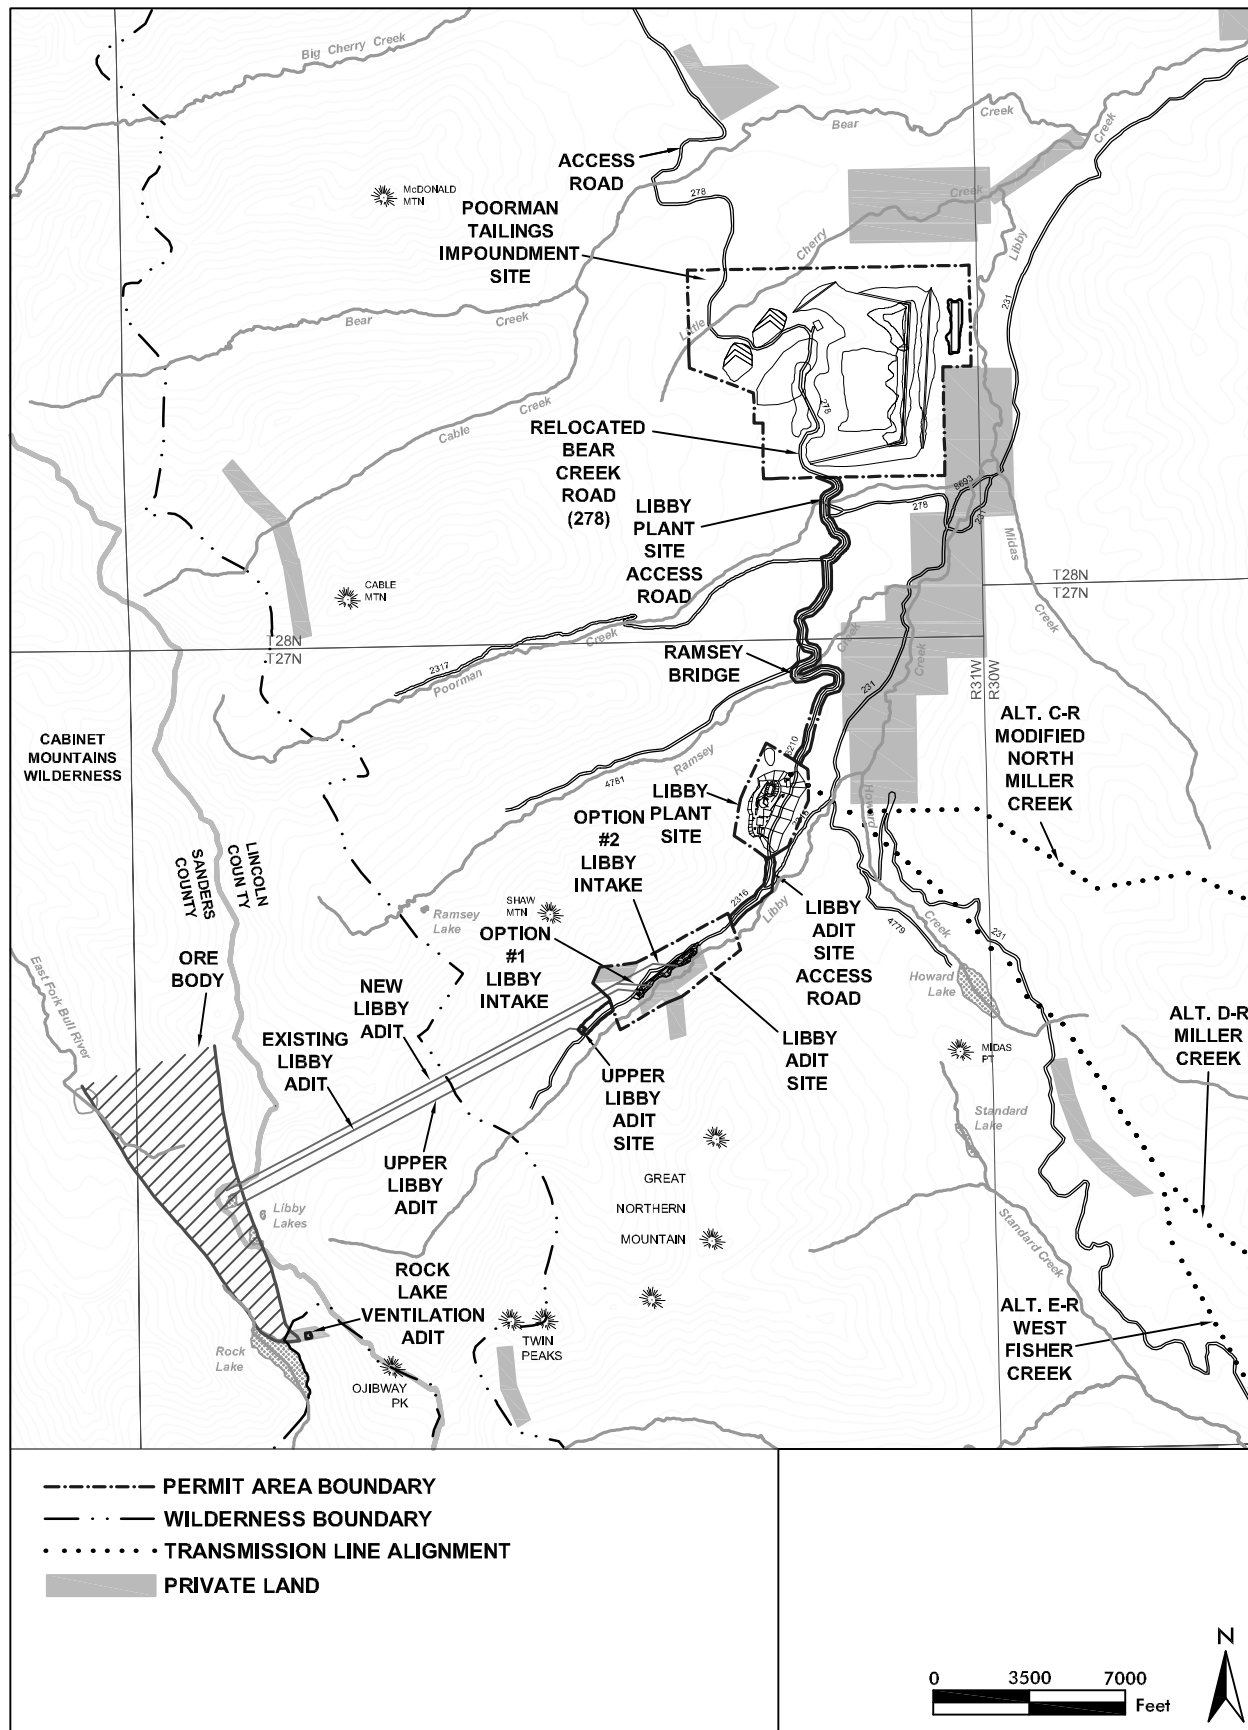 Big Cherry Creek
Bear
Creek
Creek
ACCESS
ROAD
McDONALD
MTN
278
Creek
POORMAN
TAILINGS
IMPOUNDMENT
SITE
Cherry
Libby
Little
231
Bear
Creek
278
Creek
Cable
RELOCATED
BEAR
CREEK
ROAD
(278)
LIBBY
PLANT
SITE
ACCESS
ROAD
8693
278
231
Midas
Creek
T28N
T27N
CABLE
MTN
T28N
T27N
Creek
2317
Poorman
RAMSEY
BRIDGE
Creek
Creek
R31W
R30W
231
ALT. C-R
MODIFIED
NORTH
MILLER
CREEK
CABINET
MOUNTAINS
WILDERNESS
6210
Ramsey
4781
Howard
LIBBY
PLANT
SITE
2316
OPTION
#2
LIBBY
INTAKE
SANDERS
COUNTY
LINCOLN
COUNTY
SHAW
MTN
2316
Libby
Ramsey
Lake
OPTION
#1
LIBBY
INTAKE
LIBBY
ADIT
SITE
ACCESS
ROAD
Creek
4779
231
ORE
BODY
East Fork Bull River
NEW
LIBBY
ADIT
Howard
Lake
EXISTING
LIBBY
ADIT
LIBBY
ADIT
SITE
MIDAS
PT
ALT. D-R
MILLER
CREEK
UPPER
LIBBY
ADIT
SITE
Standard
Lake
UPPER
LIBBY
ADIT
GREAT
NORTHERN
MOUNTAIN
Libby
Lakes
Standard Creek
ROCK
LAKE
VENTILATION
ADIT
ALT. E-R
WEST
FISHER
CREEK
Rock
Lake
TWIN
PEAKS
OJIBWAY
PK
PERMIT AREA BOUNDARY
WILDERNESS BOUNDARY
TRANSMISSION LINE ALIGNMENT
PRIVATE LAND
N
0 3500 7000
Feet